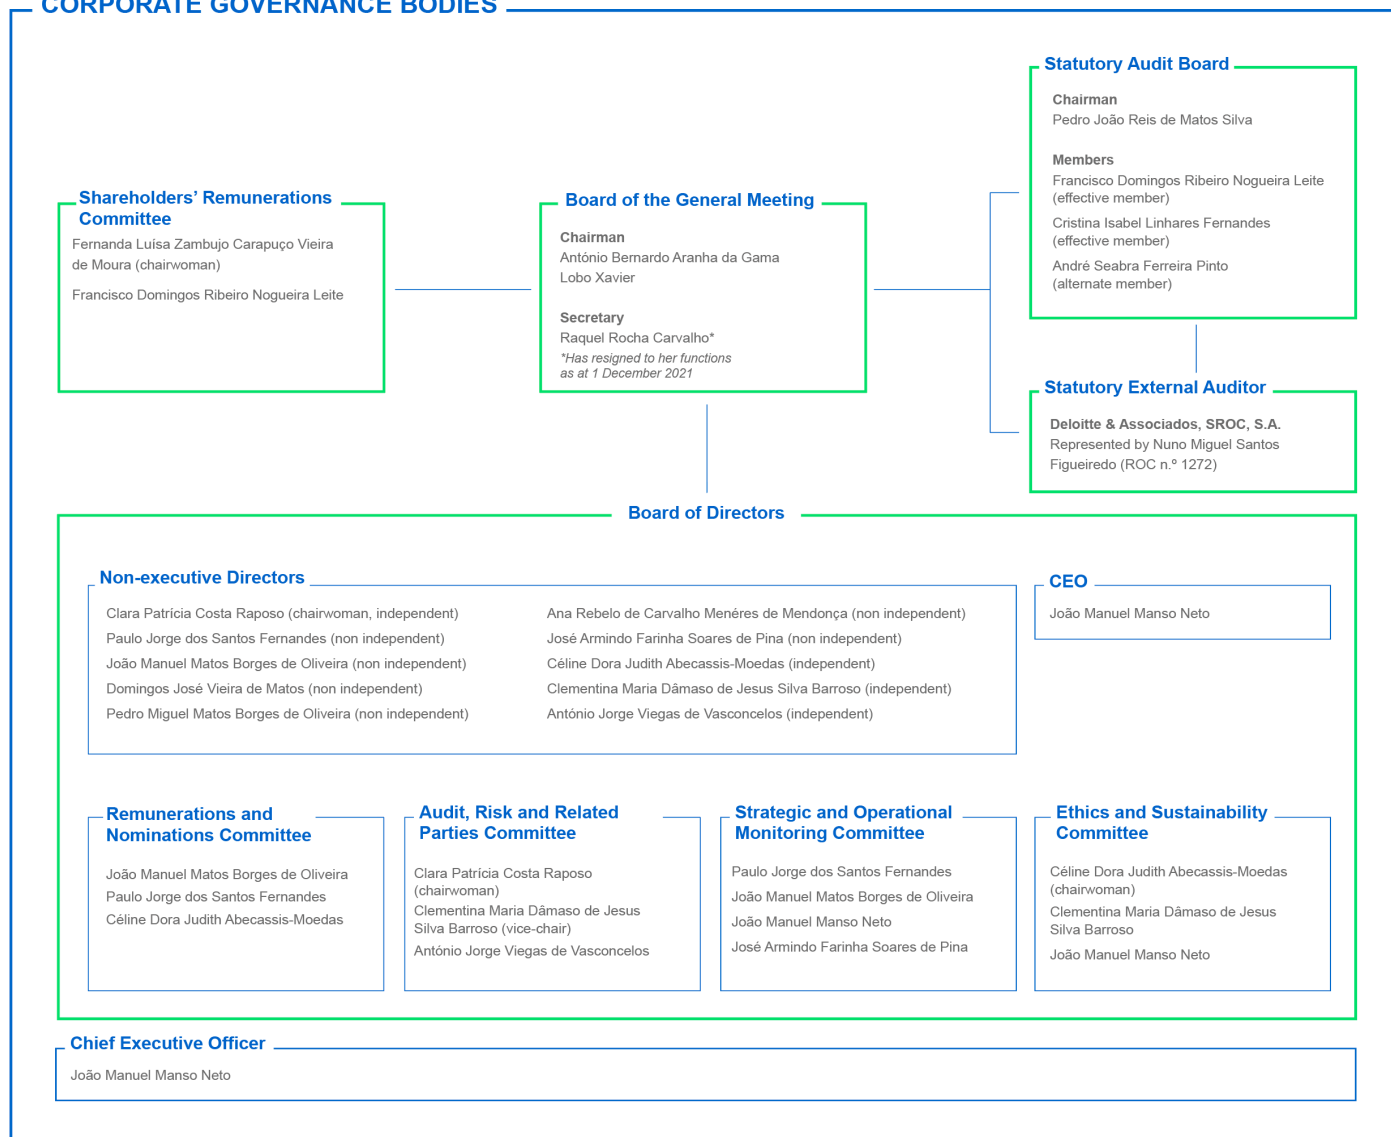 CORPORATE GOVERNANCE BODIES
Statutory Audit Board
Chairman
Pedro João Reis de Matos Silva
Members
Francisco Domingos Ribeiro Nogueira Leite
(effective member)
Cristina Isabel Linhares Fernandes
(effective member)
André Seabra Ferreira Pinto
(alternate member)
Shareholders’ Remunerations
Committee
Fernanda Luísa Zambujo Carapuço Vieira
de Moura (chairwoman)
Francisco Domingos Ribeiro Nogueira Leite
Board of the General Meeting
Chairman
António Bernardo Aranha da Gama
Lobo Xavier
Secretary
Raquel Rocha Carvalho*
*Has resigned to her functions
as at 1 December 2021
Statutory External Auditor
Deloitte & Associados, SROC, S.A.
Represented by Nuno Miguel Santos
Figueiredo (ROC n.º 1272)
Board of Directors
Non-executive Directors
Clara Patrícia Costa Raposo (chairwoman, independent)
Paulo Jorge dos Santos Fernandes (non independent)
João Manuel Matos Borges de Oliveira (non independent)
Domingos José Vieira de Matos (non independent)
Pedro Miguel Matos Borges de Oliveira (non independent)
Ana Rebelo de Carvalho Menéres de Mendonça (non independent)
José Armindo Farinha Soares de Pina (non independent)
Céline Dora Judith Abecassis-Moedas (independent)
Clementina Maria Dâmaso de Jesus Silva Barroso (independent)
António Jorge Viegas de Vasconcelos (independent)
CEO
João Manuel Manso Neto
Remunerations and
Nominations Committee
João Manuel Matos Borges de Oliveira
Paulo Jorge dos Santos Fernandes
Céline Dora Judith Abecassis-Moedas
Audit, Risk and Related
Parties Committee
Clara Patrícia Costa Raposo
(chairwoman)
Clementina Maria Dâmaso de Jesus
Silva Barroso (vice-chair)
António Jorge Viegas de Vasconcelos
Strategic and Operational
Monitoring Committee
Paulo Jorge dos Santos Fernandes
João Manuel Matos Borges de Oliveira
João Manuel Manso Neto
José Armindo Farinha Soares de Pina
Ethics and Sustainability
Committee
Céline Dora Judith Abecassis-Moedas
(chairwoman)
Clementina Maria Dâmaso de Jesus
Silva Barroso
João Manuel Manso Neto
Chief Executive Officer
João Manuel Manso Neto